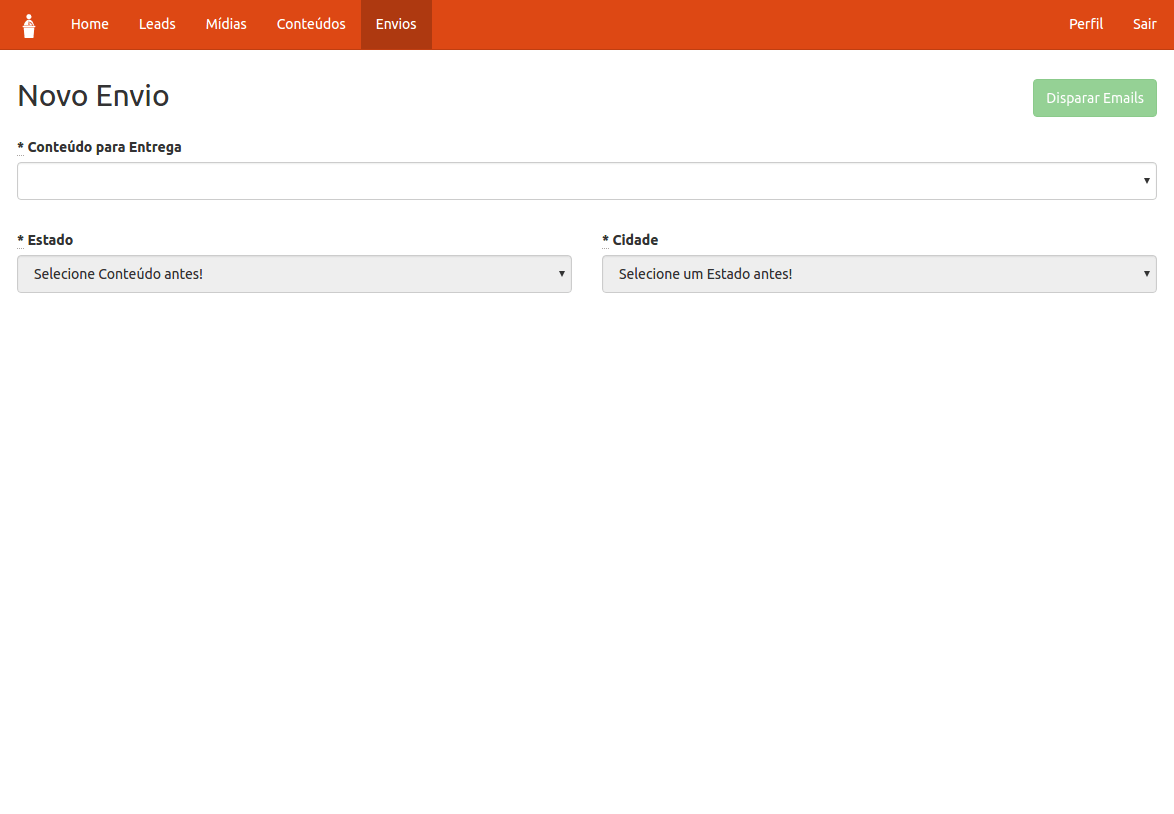 Home Leads Mídias Conteúdos Envios Perfil Sair
Novo Envio Disparar Emails
* Conteúdo para Entrega
* Estado * Cidade
Selecione Conteúdo antes! Selecione um Estado antes!